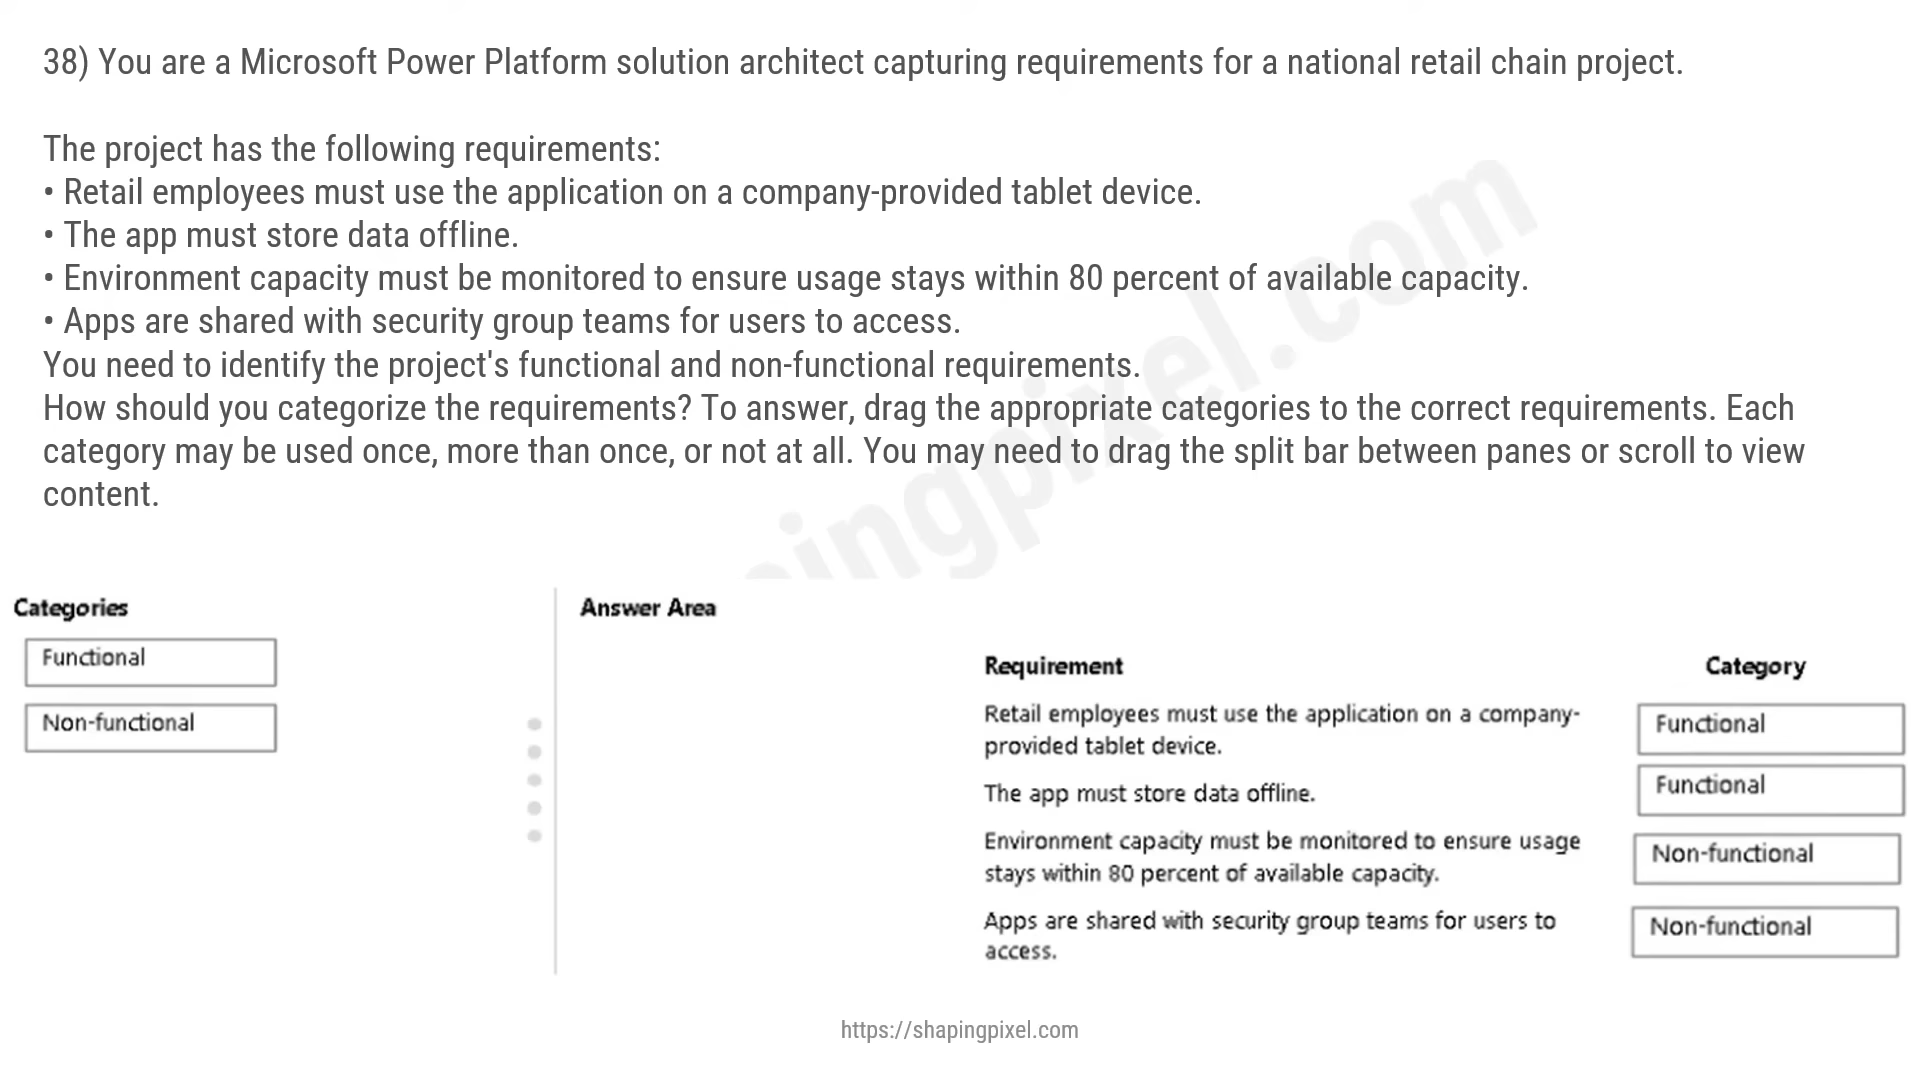 38) You are a Microsoft Power Platform solution architect capturing requirements for a national retail chain project.
The project has the following requirements:
• Retail employees must use the application on a company-provided tablet device.
• The app must store data offline.
• Environment capacity must be monitored to ensure usage stays within 80 percent of available capacity.
• Apps are shared with security group teams for users to access.
You need to identify the project's functional and non-functional requirements.
How should you categorize the requirements? To answer, drag the appropriate categories to the correct requirements. Each
category may be used once, more than once, or not at all. You may need to drag the split bar between panes or scroll to view
content.
ingpixel.com
Categories
Functional
Non-functional
Answer Area
Requirement
Category
Retail employees must use the application on a company-
provided tablet device.
Functional
The app must store data offline.
Functional
Environment capacity must be monitored to ensure usage
stays within 80 percent of available capacity.
Non-functional
Apps are shared with security group teams for users to
access.
Non-functional
https://shapingpixel.com